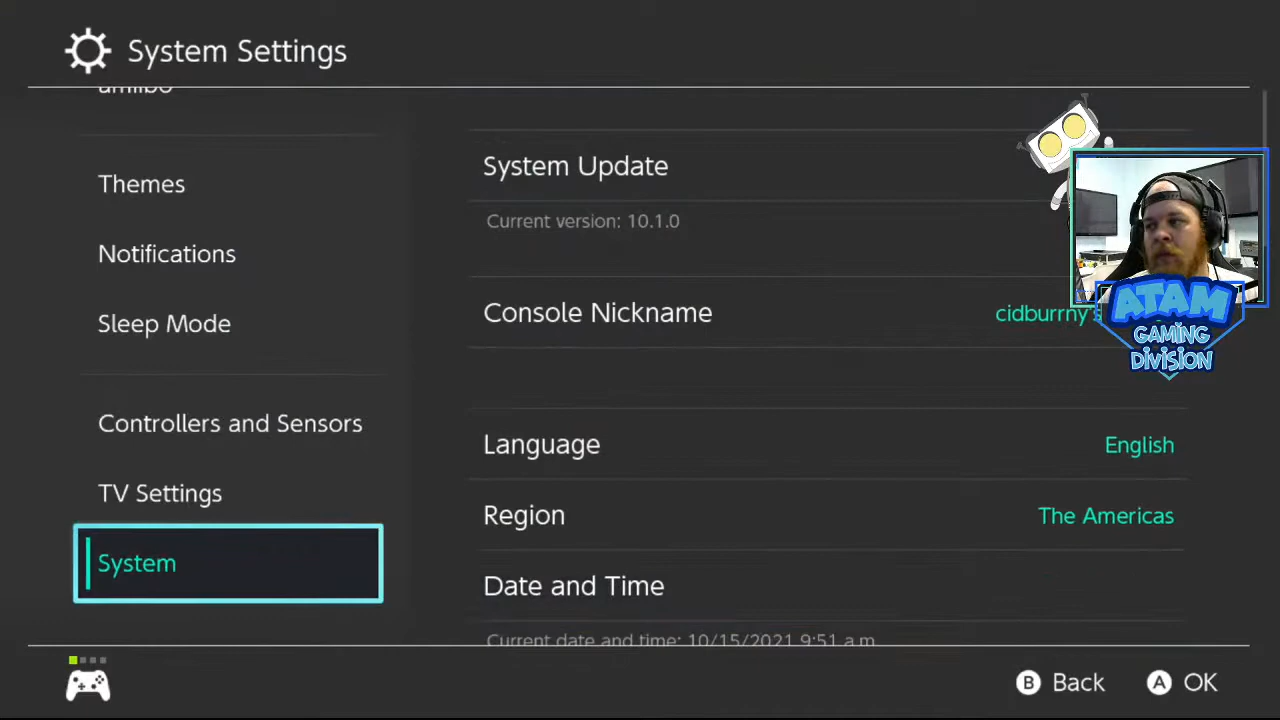 System Settings
amiibo
Themes
Notifications
Sleep Mode
Controllers and Sensors
TV Settings
System
System Update
Current version: 10.1.0
Console Nickname
cidburrny's
Language
English
Region
The Americas
Date and Time
Current date and time: 10/15/2021 9:51 a.m.
ATAM
GAMING
DIVISION
B Back
A OK